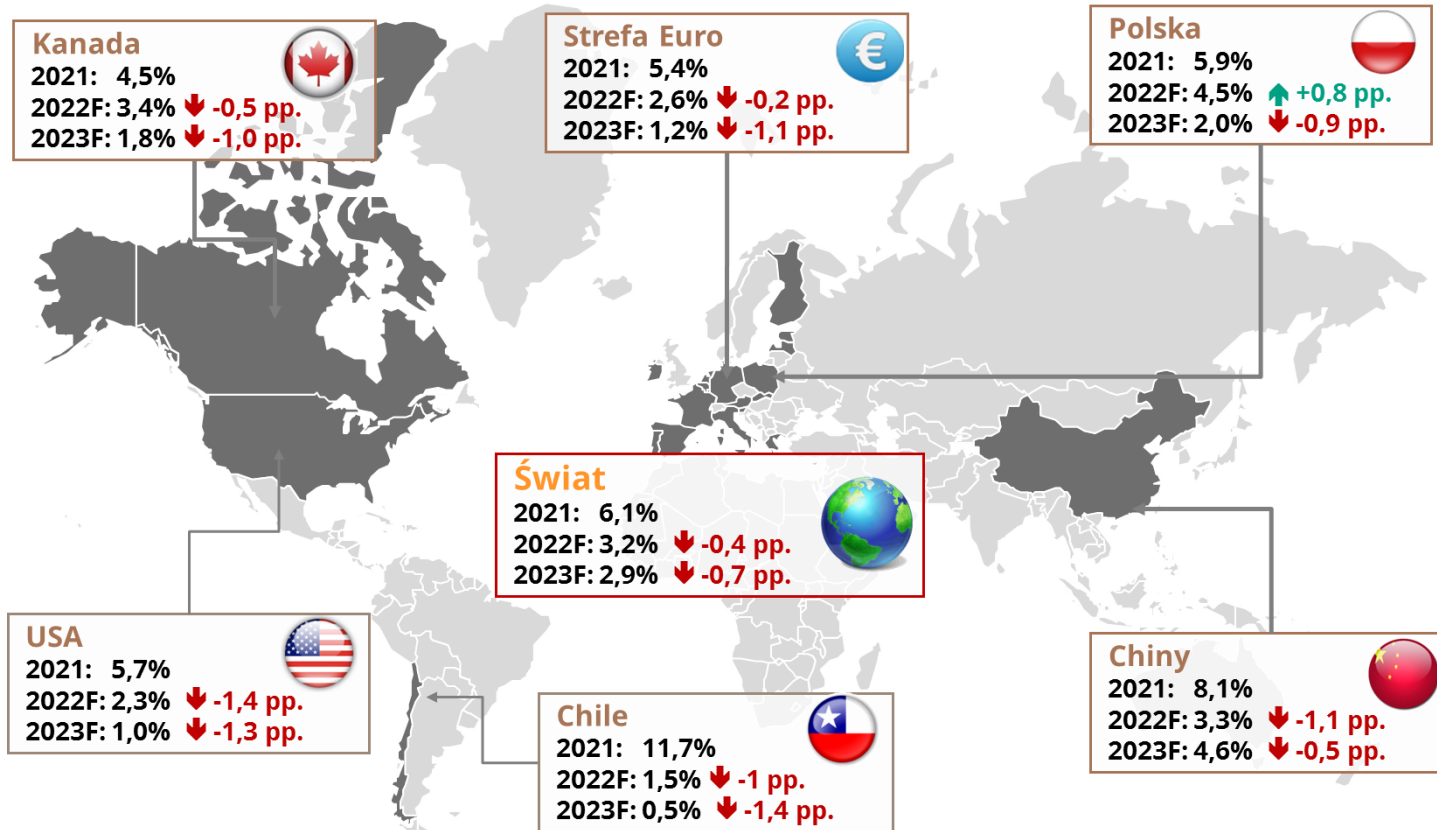 Kanada
2021: 4,5%
2022F: 3,4% -0,5 pp.
2023F: 1,8% -1,0 pp.
Strefa Euro
€
2021: 5,4%
2022F: 2,6% -0,2 pp.
2023F: 1,2% -1,1 pp.
Polska
2021: 5,9%
2022F: 4,5% +0,8 pp.
2023F: 2,0% -0,9 pp.
Świat
2021: 6,1%
2022F: 3,2% -0,4 pp.
2023F: 2,9% -0,7 pp.
USA
2021: 5,7%
2022F: 2,3% -1,4 pp.
2023F: 1,0% -1,3 pp.
Chile
2021: 11,7%
2022F: 1,5% -1 pp.
2023F: 0,5% -1,4 pp.
Chiny
2021: 8,1%
2022F: 3,3% -1,1 pp.
2023F: 4,6% -0,5 pp.